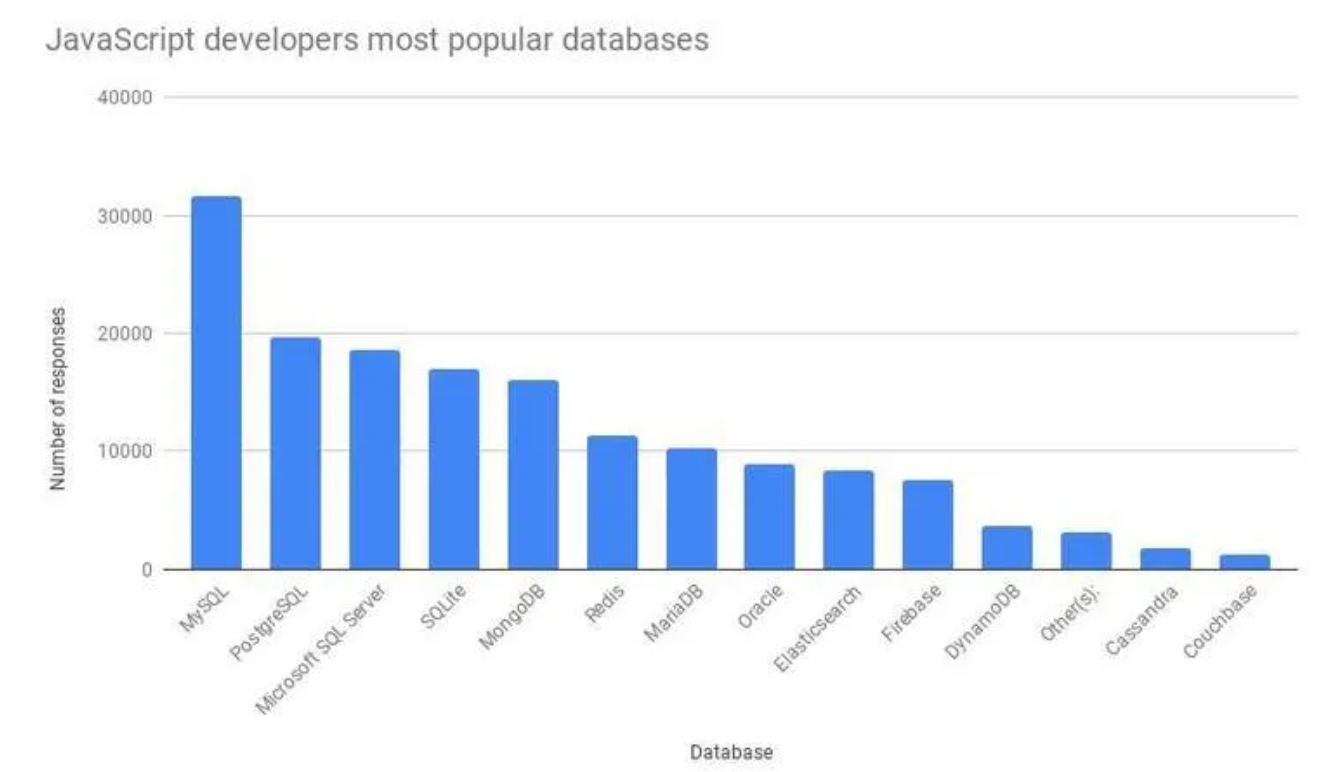 JavaScript developers most popular databases
40000
30000
20000
10000
0
Number of responses
MySQL
PostgreSQL
Microsoft SQL Server
SQLite
MongoDB
Redis
MariaDB
Oracle
Elasticsearch
Firebase
DynamoDB
Other(s):
Cassandra
Couchbase
Database